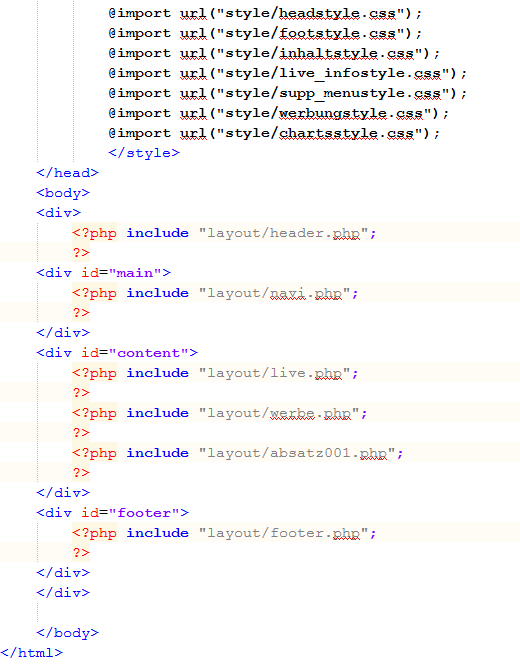 @import url("style/headstyle.css");
@import url("style/footstyle.css");
@import url("style/inhaltstyle.css");
@import url("style/live_infostyle.css");
@import url("style/supp_menustyle.css");
@import url("style/werbungstyle.css");
@import url("style/chartsstyle.css");
</style>
</head>
<body>
<div>
<?php include "layout/header.php";
?>
<div id="main">
<?php include "layout/navi.php";
?>
</div>
<div id="content">
<?php include "layout/live.php";
?>
<?php include "layout/werbe.php";
?>
<?php include "layout/absatz001.php";
?>
</div>
<div id="footer">
<?php include "layout/footer.php";
?>
</div>
</div>
</body>
</html>